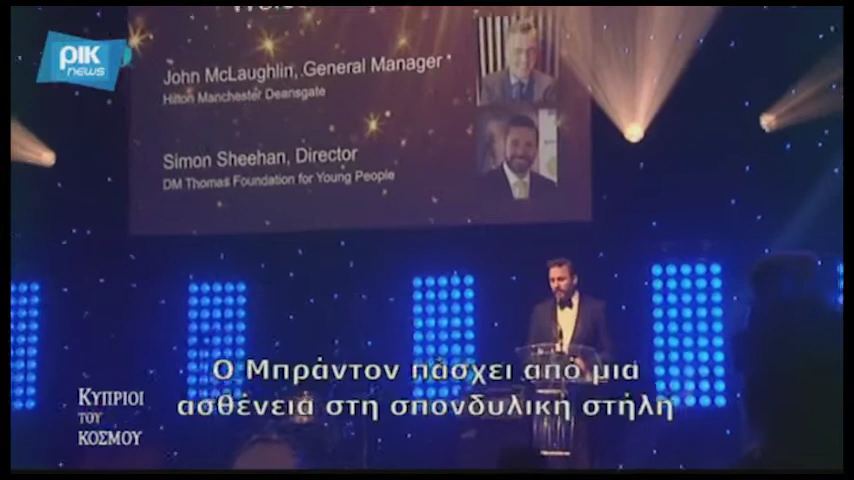 ρικ
news
John McLaughlin, General Manager
Hilton Manchester Deansgate
Simon Sheehan, Director
DM Thomas Foundation for Young People
Ο Μπράντον πάσχει από μια
ασθένεια στη σπονδυλική στήλη
ΚΥΠΡΙΟΙ
ΤΟΥ
ΚΟΣΜΟΥ